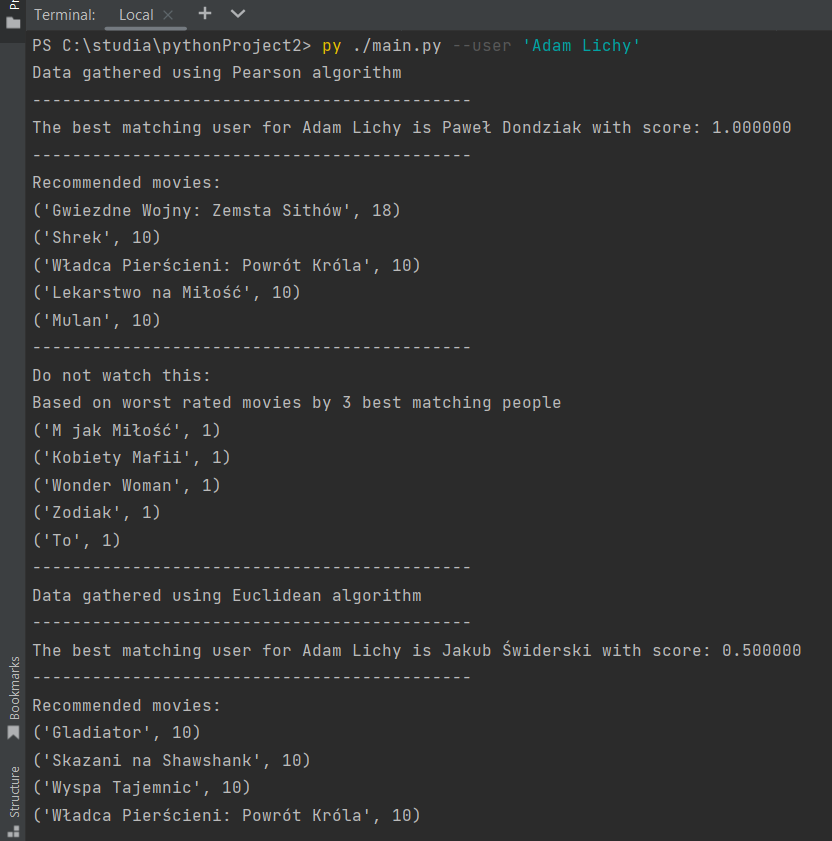 Terminal: Local
PS C:\studia\pythonProject2> py ./main.py --user 'Adam Lichy'
Data gathered using Pearson algorithm
--------------------------------------------
The best matching user for Adam Lichy is Paweł Dondziak with score: 1.000000
--------------------------------------------
Recommended movies:
('Gwiezdne Wojny: Zemsta Sithów', 18)
('Shrek', 10)
('Władca Pierścieni: Powrót Króla', 10)
('Lekarstwo na Miłość', 10)
('Mulan', 10)
--------------------------------------------
Do not watch this:
Based on worst rated movies by 3 best matching people
('M jak Miłość', 1)
('Kobiety Mafii', 1)
('Wonder Woman', 1)
('Zodiak', 1)
('To', 1)
--------------------------------------------
Data gathered using Euclidean algorithm
--------------------------------------------
The best matching user for Adam Lichy is Jakub Świderski with score: 0.500000
--------------------------------------------
Recommended movies:
('Gladiator', 10)
('Skazani na Shawshank', 10)
('Wyspa Tajemnic', 10)
('Władca Pierścieni: Powrót Króla', 10)
Bookmarks
Structure